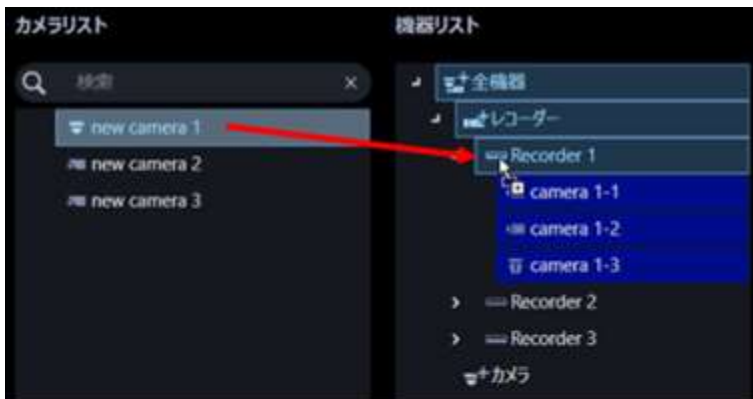 カメラリスト
検索
new camera 1
new camera 2
new camera 3
機器リスト
全機器
レコーダー
Recorder 1
camera 1-1
camera 1-2
camera 1-3
Recorder 2
Recorder 3
カメラ